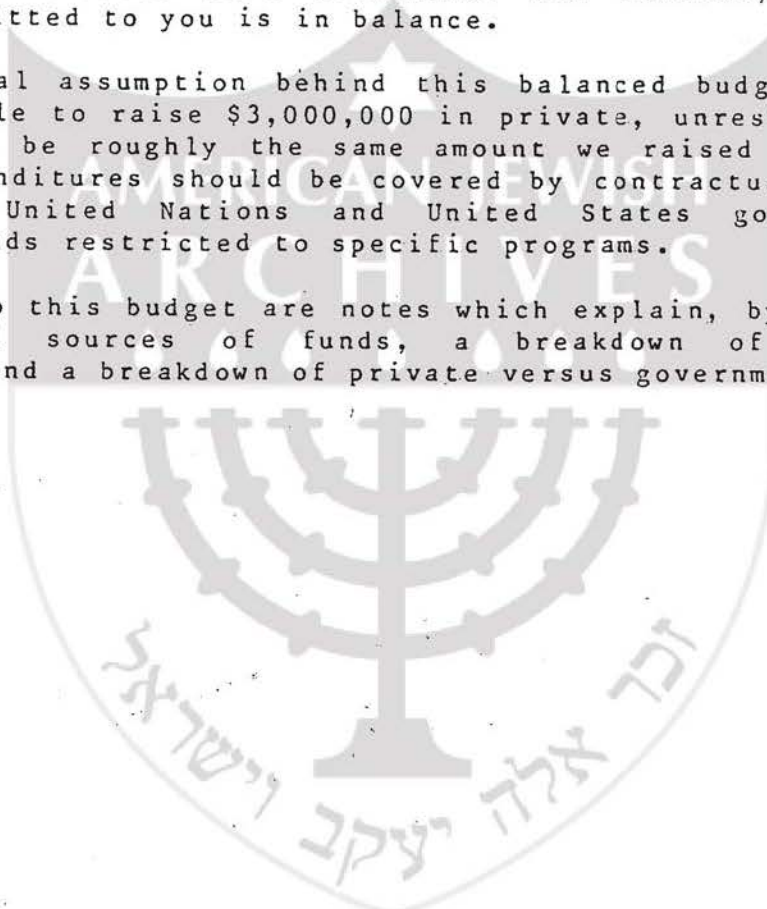 tted to you is in balance.
al assumption behind this balanced budg
le to raise $3,000,000 in private, unres
be roughly the same amount we raised
nditures should be covered by contractu
United Nations and United States go
ds restricted to specific programs.
o this budget are notes which explain, by
sources of funds, a breakdown of
nd a breakdown of private versus governm
AMERICAN JEWISH
ARCHIVES
זכר אלה יעקב וישראל